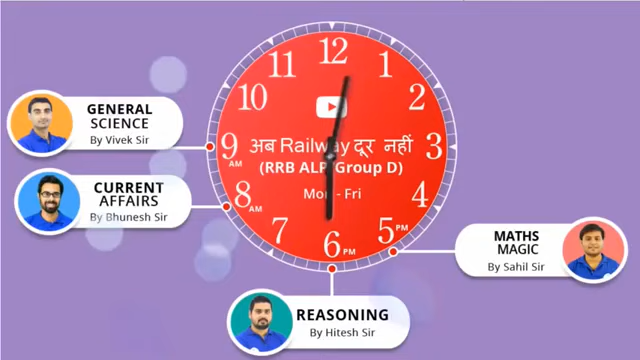 GENERAL
SCIENCE
By Vivek Sir
CURRENT
AFFAIRS
By Bhunesh Sir
12
1
2
3
4
5 PM
6 PM
7
8 AM
9 AM
10
11
अब Railway दूर नहीं
(RRB ALP/Group D)
Mon - Fri
MATHS
MAGIC
By Sahil Sir
REASONING
By Hitesh Sir